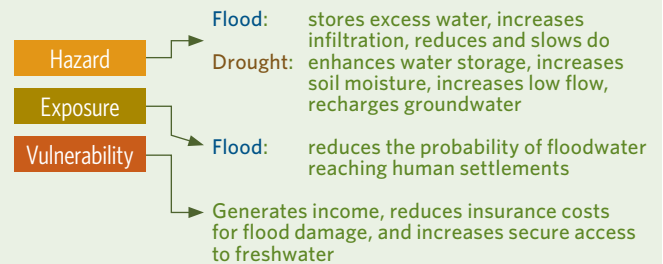 Hazard
Exposure
Vulnerability
Flood: stores excess water, increases
infiltration, reduces and slows do
Drought: enhances water storage, increases
soil moisture, increases low flow,
recharges groundwater
Flood: reduces the probability of floodwater
reaching human settlements
Generates income, reduces insurance costs
for flood damage, and increases secure access
to freshwater